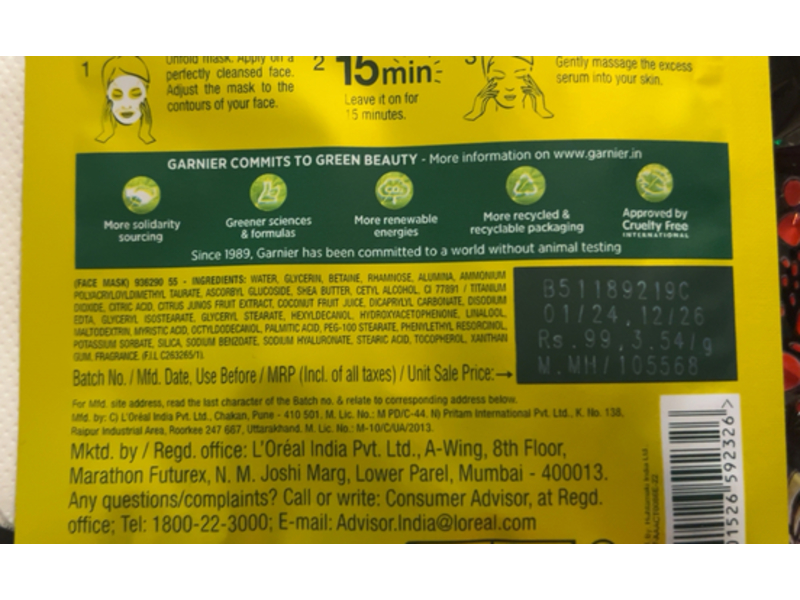 1
Unfold mask. Apply on a
perfectly cleansed face.
Adjust the mask to the
contours of your face.
2
15min
Leave it on for
15 minutes.
3
Gently massage the excess
serum into your skin.
GARNIER COMMITS TO GREEN BEAUTY - More information on www.garnier.in
More solidarity
sourcing
Greener sciences
& formulas
More renewable
energies
More recycled &
recyclable packaging
Approved by
Cruelty Free
INTERNATIONAL
Since 1989, Garnier has been committed to a world without animal testing
(FACE MASK) 936290 55 - INGREDIENTS: WATER, GLYCERIN, BETAINE, RHAMNOSE, ALUMINA, AMMONIUM
POLYACRYLOYLDIMETHYL TAURATE, ASCORBYL GLUCOSIDE, SHEA BUTTER, CETYL ALCOHOL, CI 77891 / TITANIUM
DIOXIDE, CITRIC ACID, CITRUS JUNOS FRUIT EXTRACT, COCONUT FRUIT JUICE, DICAPRYLYL CARBONATE, DISODIUM
EDTA, GLYCERYL ISOSTEARATE, GLYCERYL STEARATE, HEXYLDECANOL, HYDROXYACETOPHENONE, LINALOOL,
MALTODEXTRIN, MYRISTIC ACID, OCTYLDODECANOL, PALMITIC ACID, PEG-100 STEARATE, PHENYLETHYL RESORCINOL,
POTASSIUM SORBATE, SILICA, SODIUM BENZOATE, SODIUM HYALURONATE, STEARIC ACID, TOCOPHEROL, XANTHAN
GUM, FRAGRANCE. (F.I.L C263265/1).
B51189219C
01/24,12/26
Rs.99,3.54/g
M.MH/105568
Batch No. / Mfd. Date, Use Before / MRP (Incl. of all taxes) / Unit Sale Price:→
For Mfd. site address, read the last character of the Batch no. & relate to corresponding address below.
Mfd. by: C) L'Oréal India Pvt. Ltd., Chakan, Pune - 410 501. M. Lic. No.: M PD/C-44. N) Pritam International Pvt. Ltd., K. No. 138,
Raipur Industrial Area, Roorkee 247 667, Uttarakhand. M. Lic. No.: M-10/C/UA/2013.
Mktd. by / Regd. office: L'Oréal India Pvt. Ltd., A-Wing, 8th Floor,
Marathon Futurex, N. M. Joshi Marg, Lower Parel, Mumbai - 400013.
Any questions/complaints? Call or write: Consumer Advisor, at Regd.
office; Tel: 1800-22-3000; E-mail: Advisor.India@loreal.com
01526 592326